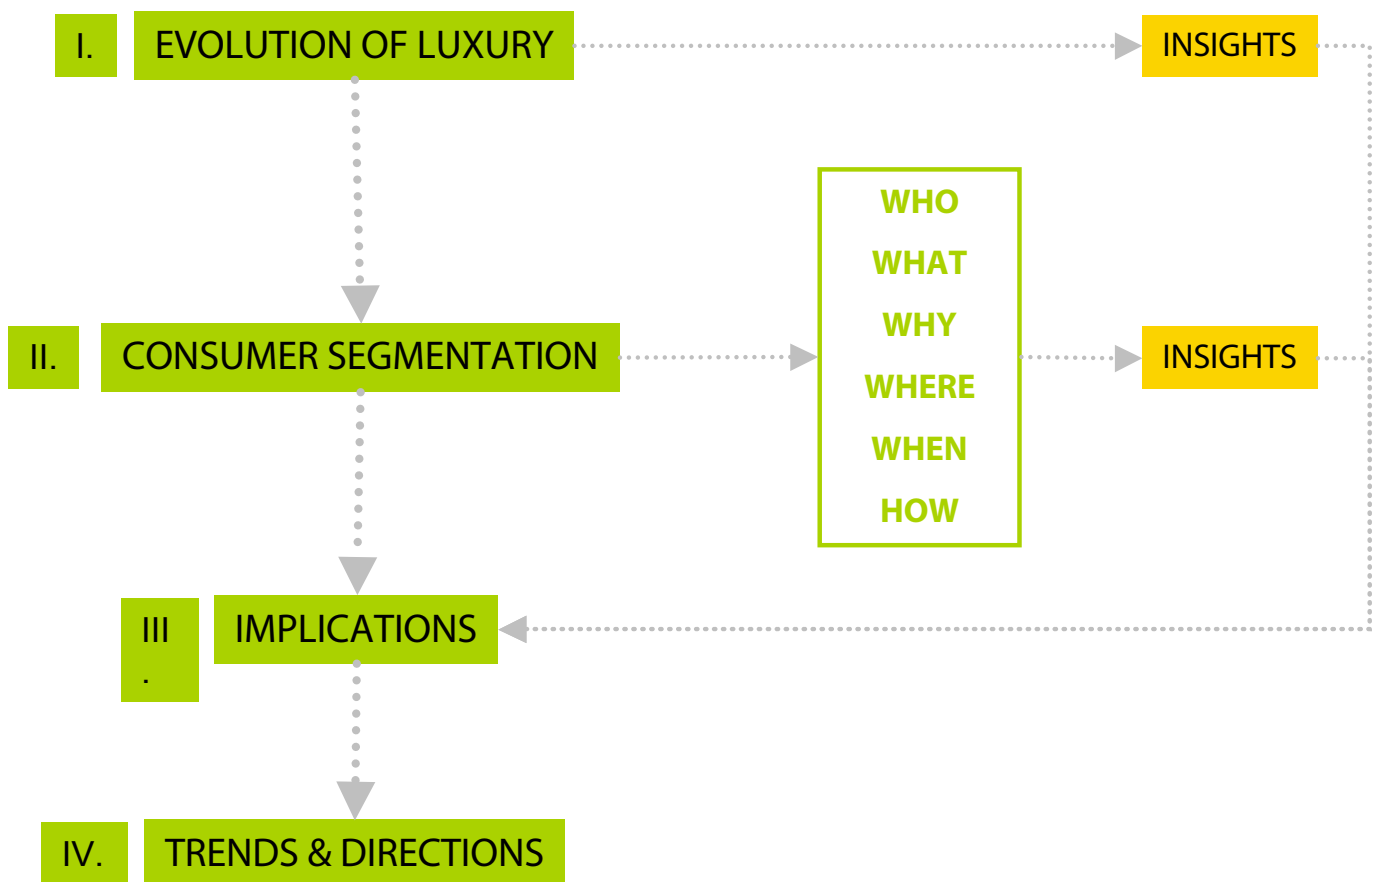 I.
EVOLUTION OF LUXURY
INSIGHTS
WHO
WHAT
WHY
WHERE
WHEN
HOW
II.
CONSUMER SEGMENTATION
INSIGHTS
III
.
IMPLICATIONS
IV.
TRENDS & DIRECTIONS